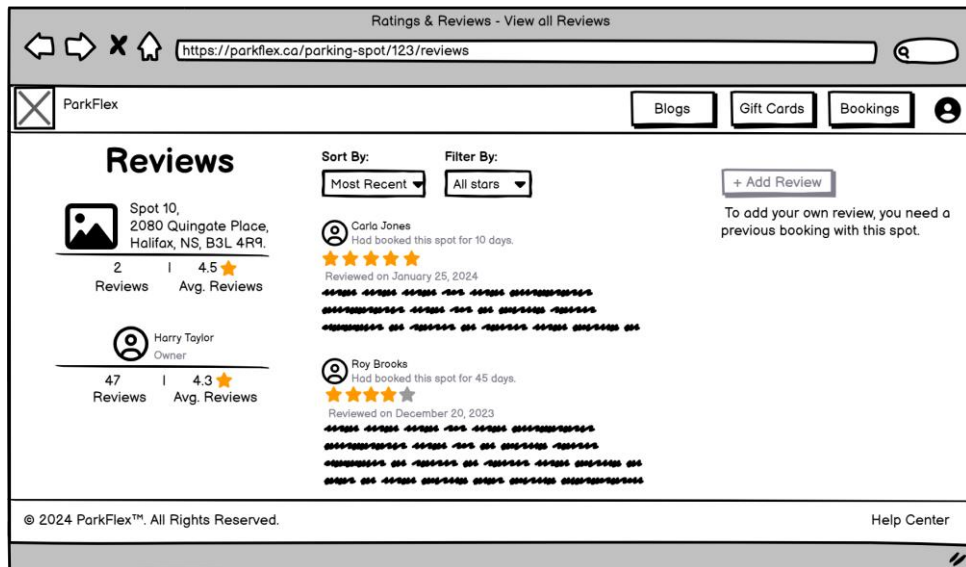 Ratings & Reviews - View all Reviews
https://parkflex.ca/parking-spot/123/reviews
ParkFlex
Blogs
Gift Cards
Bookings
Reviews
Spot 10,
2080 Quingate Place,
Halifax, NS, B3L 4R9.
2 | 4.5
Reviews Avg. Reviews
Harry Taylor
Owner
47 | 4.3
Reviews Avg. Reviews
Sort By: Filter By:
Most Recent All stars
Carla Jones
Had booked this spot for 10 days.
Reviewed on January 25, 2024
Roy Brooks
Had booked this spot for 45 days.
Reviewed on December 20, 2023
+ Add Review
To add your own review, you need a
previous booking with this spot.
© 2024 ParkFlex™. All Rights Reserved.
Help Center